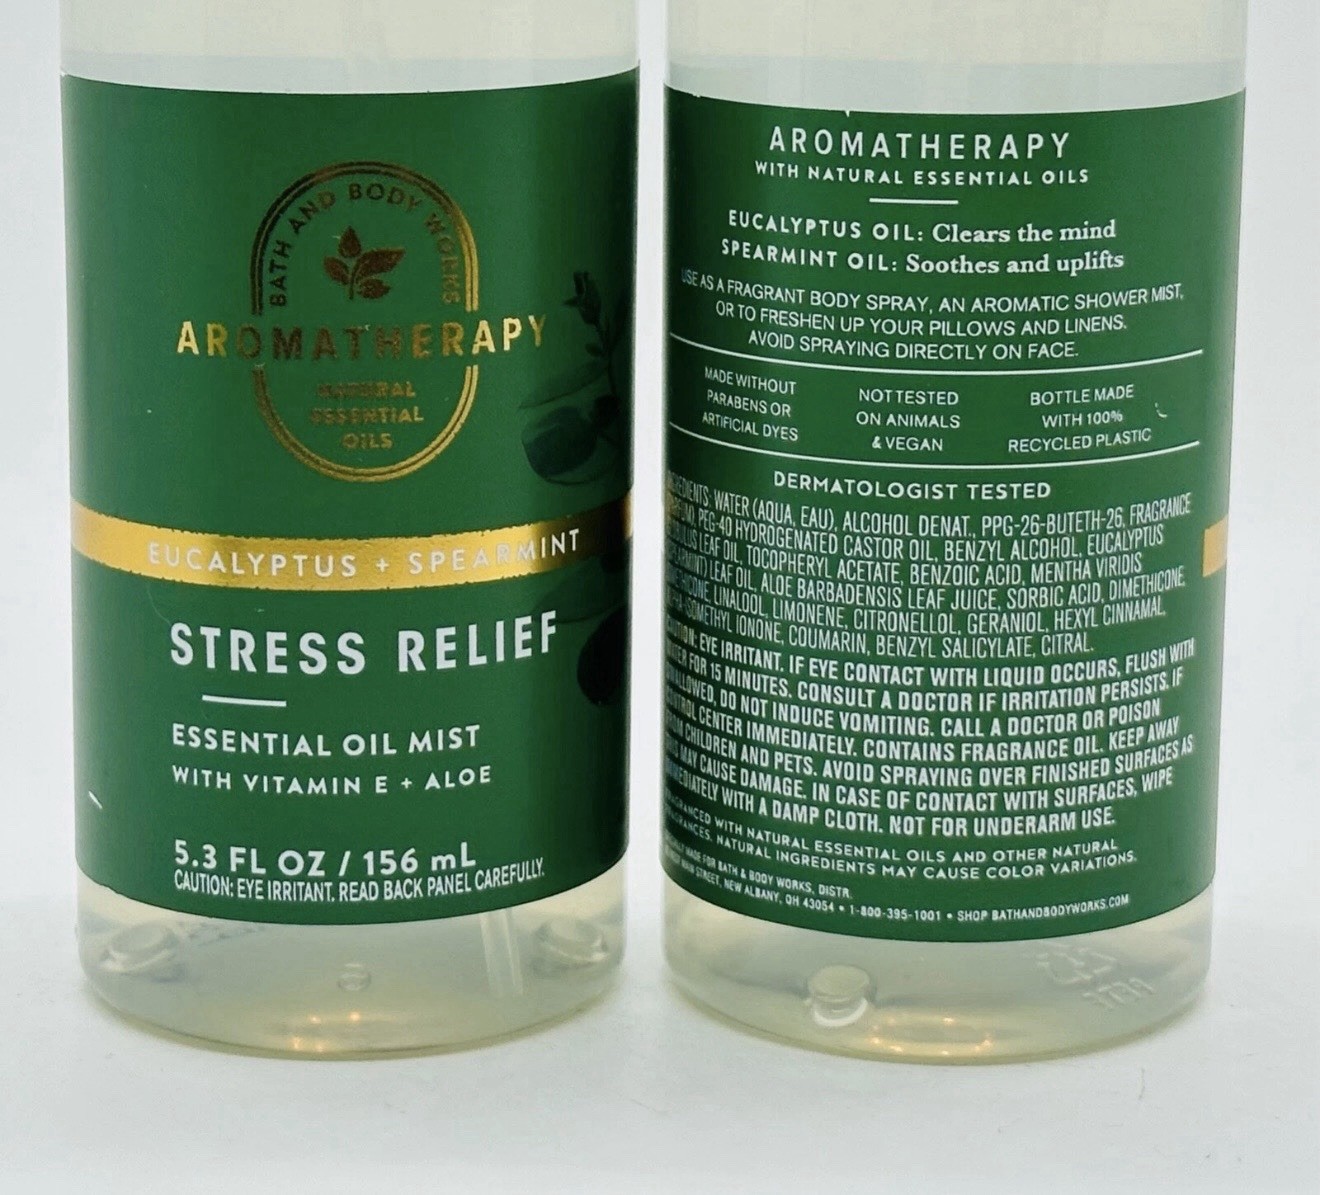 BATH AND BODY WORKS
AROMATHERAPY
NATURAL
ESSENTIAL
OILS
EUCALYPTUS + SPEARMINT
STRESS RELIEF
ESSENTIAL OIL MIST
WITH VITAMIN E + ALOE
5.3 FL OZ / 156 mL
CAUTION: EYE IRRITANT. READ BACK PANEL CAREFULLY.
AROMATHERAPY
WITH NATURAL ESSENTIAL OILS
EUCALYPTUS OIL: Clears the mind
SPEARMINT OIL: Soothes and uplifts
USE AS A FRAGRANT BODY SPRAY, AN AROMATIC SHOWER MIST,
OR TO FRESHEN UP YOUR PILLOWS AND LINENS.
AVOID SPRAYING DIRECTLY ON FACE.
MADE WITHOUT
PARABENS OR
ARTIFICIAL DYES
NOT TESTED
ON ANIMALS
& VEGAN
BOTTLE MADE
WITH 100%
RECYCLED PLASTIC
DERMATOLOGIST TESTED
WATER (AQUA, EAU), ALCOHOL DENAT., PPG-26-BUTETH-26, FRAGRANCE
PEG-40 HYDROGENATED CASTOR OIL, BENZYL ALCOHOL, EUCALYPTUS
LEAF OIL, TOCOPHERYL ACETATE, BENZOIC ACID, MENTHA VIRIDIS
LEAF OIL, ALOE BARBADENSIS LEAF JUICE, SORBIC ACID, DIMETHICONE,
LINALOOL, LIMONENE, CITRONELLOL, GERANIOL, HEXYL CINNAMAL,
IONONE, COUMARIN, BENZYL SALICYLATE, CITRAL.
EYE IRRITANT. IF EYE CONTACT WITH LIQUID OCCURS, FLUSH WITH
FOR 15 MINUTES. CONSULT A DOCTOR IF IRRITATION PERSISTS. IF
DO NOT INDUCE VOMITING. CALL A DOCTOR OR POISON
CENTER IMMEDIATELY. CONTAINS FRAGRANCE OIL. KEEP AWAY
CHILDREN AND PETS. AVOID SPRAYING OVER FINISHED SURFACES AS
MAY CAUSE DAMAGE. IN CASE OF CONTACT WITH SURFACES, WIPE
WITH A DAMP CLOTH. NOT FOR UNDERARM USE.
WITH NATURAL ESSENTIAL OILS AND OTHER NATURAL
NATURAL INGREDIENTS MAY CAUSE COLOR VARIATIONS.
MADE FOR BATH & BODY WORKS, DISTR.
MAIN STREET, NEW ALBANY, OH 43054 • 1-800-395-1001 • SHOP BATHANDBODYWORKS.COM